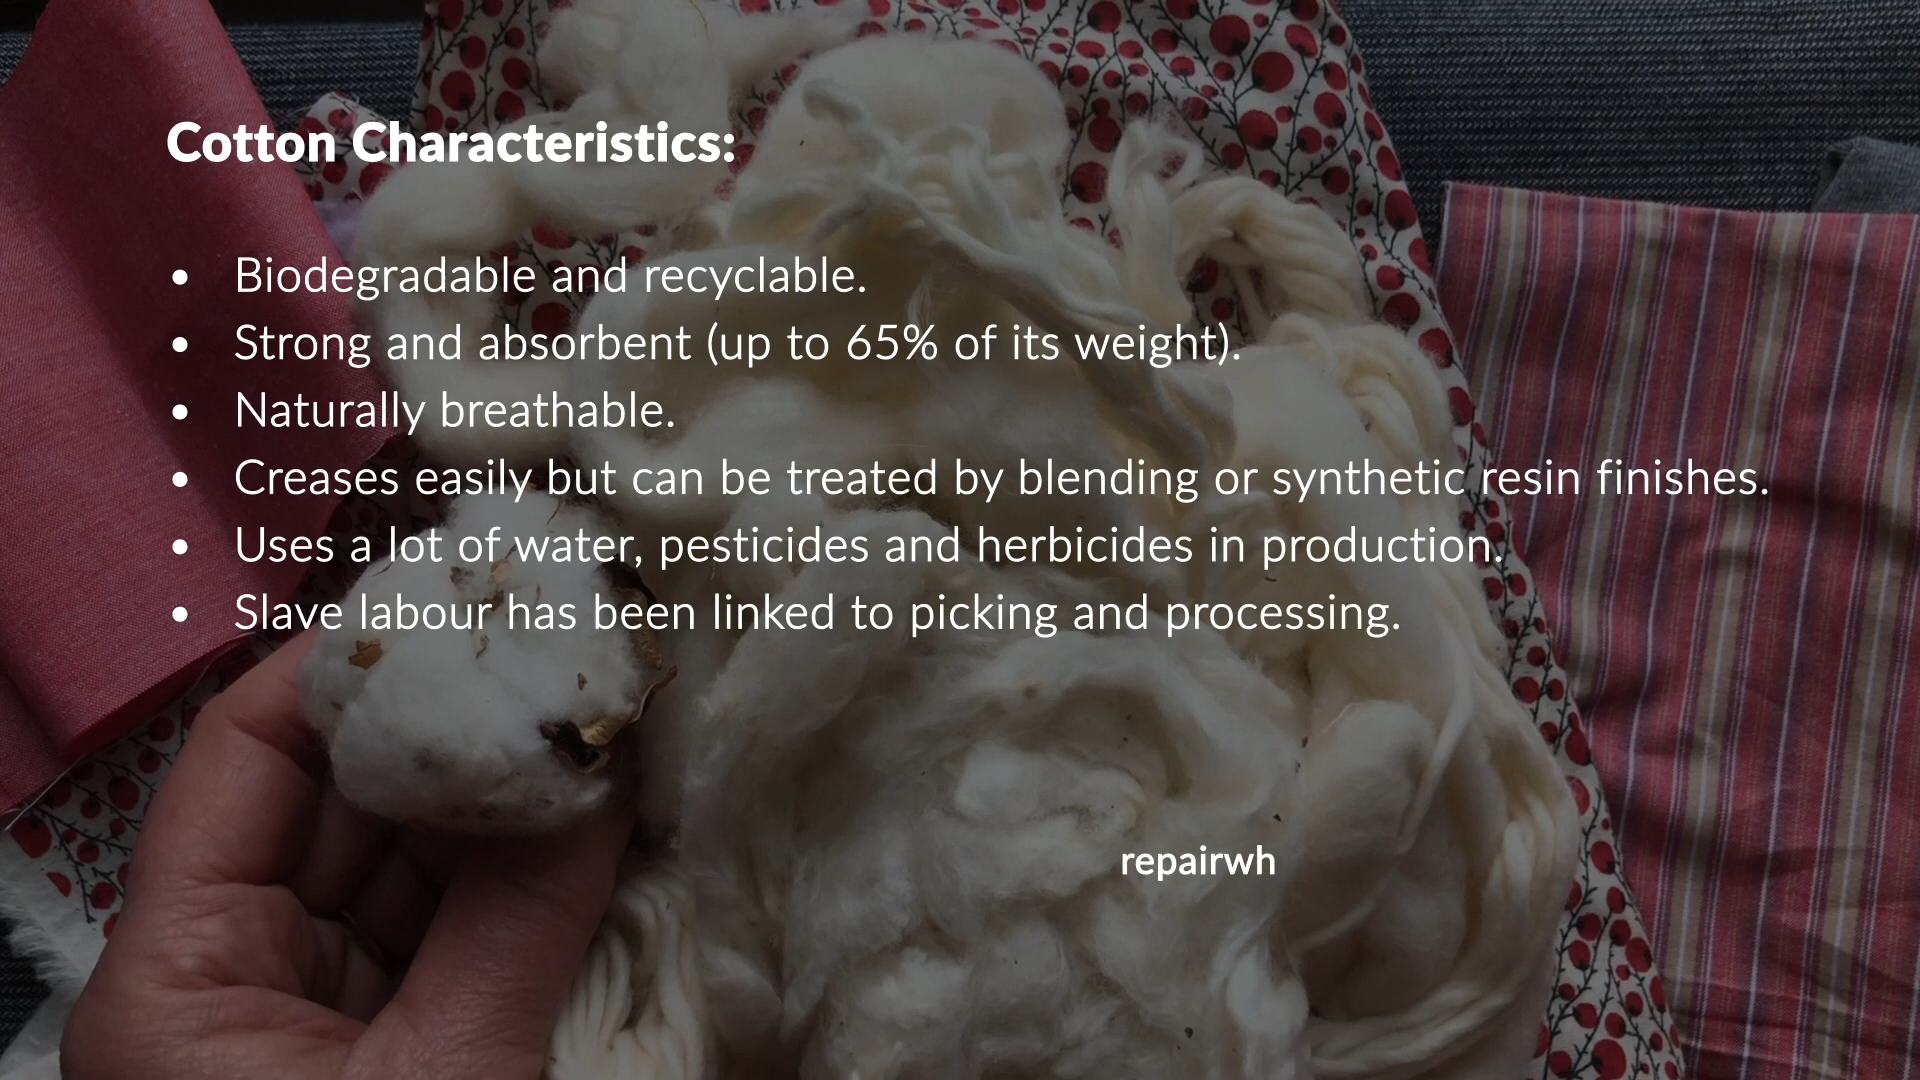 Cotton Characteristics:
• Biodegradable and recyclable.
• Strong and absorbent (up to 65% of its weight).
• Naturally breathable.
• Creases easily but can be treated by blending or synthetic resin finishes.
• Uses a lot of water, pesticides and herbicides in production.
• Slave labour has been linked to picking and processing.
repairwh